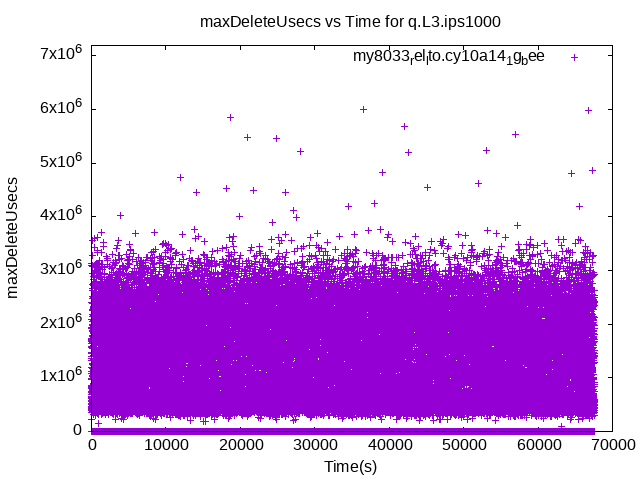 maxDeleteUsecs vs Time for q.L3.ips1000
my8033_rel_lto.cy10a14_1g_bee
maxDeleteUsecs
7x10^6
6x10^6
5x10^6
4x10^6
3x10^6
2x10^6
1x10^6
0
0 10000 20000 30000 40000 50000 60000 70000
Time(s)